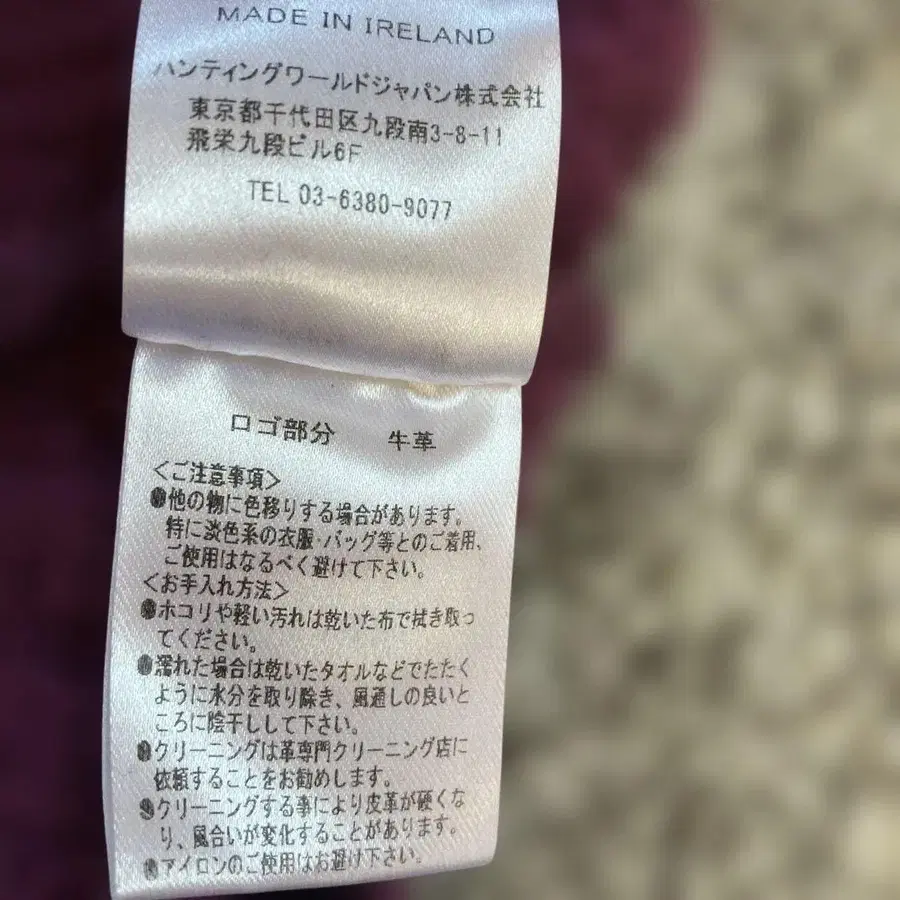 MADE IN IRELAND
ハンティングワールドジャパン株式会社
東京都千代田区九段南3-8-11
飛栄九段ビル6F
TEL 03-6380-9077
ロゴ部分 牛革
<ご注意事項>
●他の物に色移りする場合があります。
特に淡色系の衣服・バッグ等とのご着用、
ご使用はなるべく避けて下さい。
<お手入れ方法>
●ホコリや軽い汚れは乾いた布で拭き取っ
てください。
●濡れた場合は乾いたタオルなどでたたく
ように水分を取り除き、風通しの良いと
ころに陰干しして下さい。
●クリーニングは革専門クリーニング店に
依頼することをお勧めします。
●クリーニングする事により皮革が硬くな
り、風合いが変化することがあります。
●アイロンのご使用はお避け下さい。